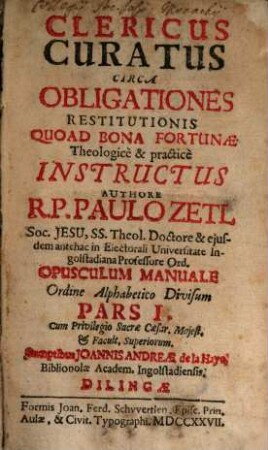 CLERICUS
CURATUS
CIRCA
OBLIGATIONES
RESTITUTIONIS
QUOAD BONA FORTUNÆ
Theologicè & practicè
INSTRUCTUS
AUTHORE
R.P. PAULO ZETL
Soc. JESU, SS. Theol. Doctore & ejus-
dem antehac in Electorali Universitate In-
golstadiana Professore Ord.
OPUSCULUM MANUALE
Ordine Alphabetico Divisum
PARS I.
Cum Privilegio Sacræ Cæsar. Majest.
& Facult. Superiorum.
Sumptibus JOANNIS ANDREÆ de la Haye,
Bibliopolæ Academ. Ingolstadiensis.
DILINGÆ
Formis Joan. Ferd. Schvvertlen, Episc. Prin.
Aulæ, & Civit. Typographi. MDCCXXVII.